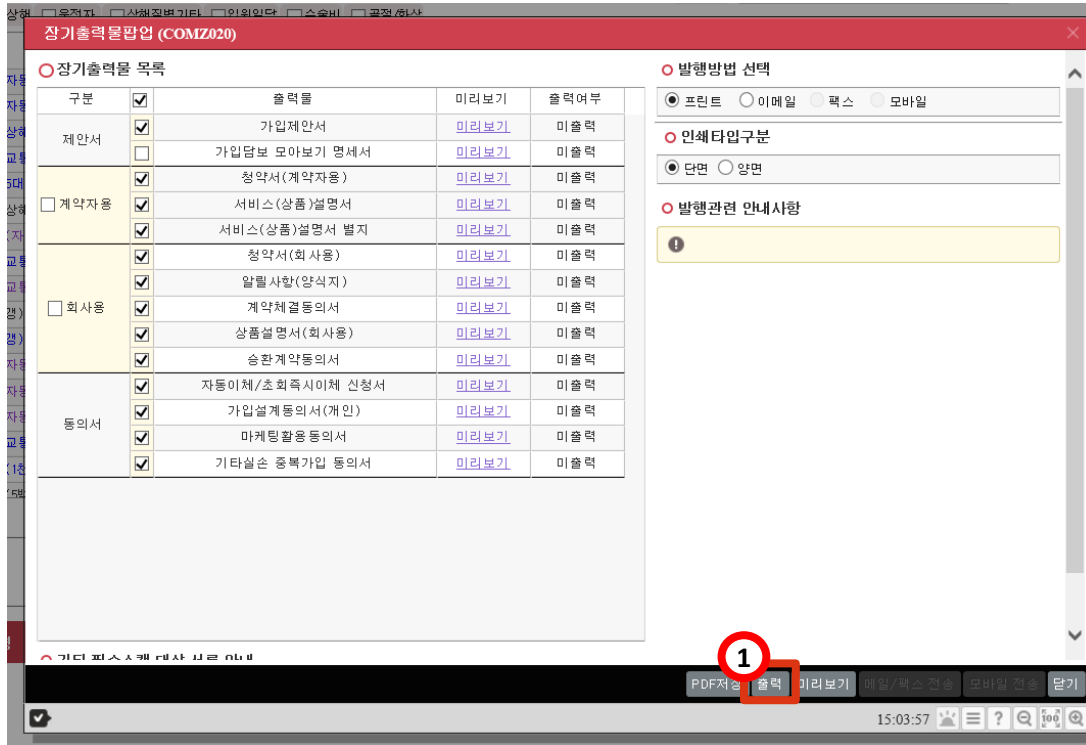 장기출력물팝업 (COMZ020)
장기출력물 목록
구분 출력물 미리보기 출력여부
제안서
가입제안서 미리보기 미출력
가입담보 모아보기 명세서 미리보기 미출력
계약자용
청약서(계약자용) 미리보기 미출력
서비스(상품)설명서 미리보기 미출력
서비스(상품)설명서 별지 미리보기 미출력
회사용
청약서(회사용) 미리보기 미출력
알릴사항(양식지) 미리보기 미출력
계약체결동의서 미리보기 미출력
상품설명서(회사용) 미리보기 미출력
승환계약동의서 미리보기 미출력
동의서
자동이체/초회즉시이체 신청서 미리보기 미출력
가입설계동의서(개인) 미리보기 미출력
마케팅활용동의서 미리보기 미출력
기타실손 중복가입 동의서 미리보기 미출력
발행방법 선택
프린트 이메일 팩스 모바일
인쇄타입구분
단면 양면
발행관련 안내사항
1
PDF저장 출력 미리보기 메일/팩스 전송 모바일 전송 닫기
15:03:57 ? 100